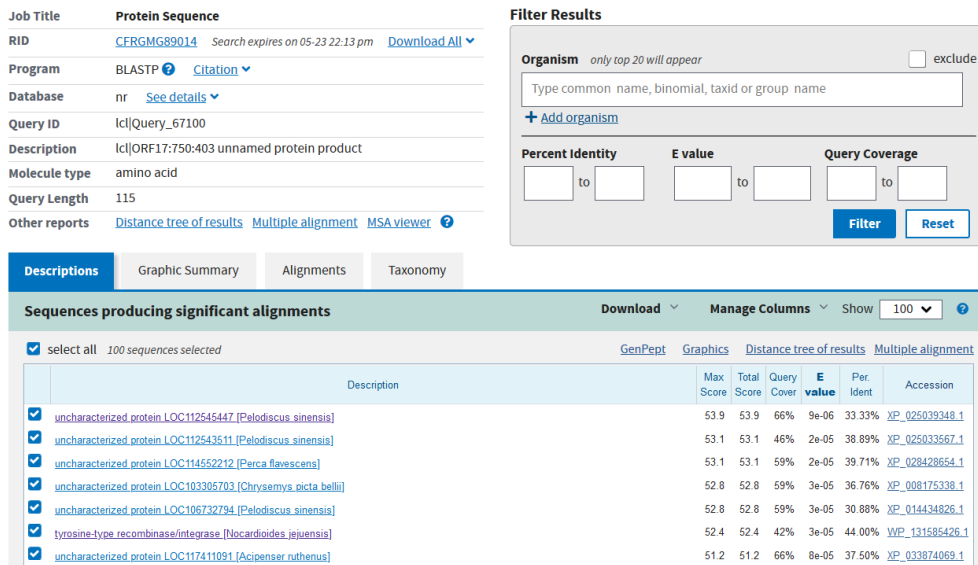 Job Title Protein Sequence
RID CFRGMG89014 Search expires on 05-23 22:13 pm Download All
Program BLASTP ? Citation
Database nr See details
Query ID lcl|Query_67100
Description lcl|ORF17:750:403 unnamed protein product
Molecule type amino acid
Query Length 115
Other reports Distance tree of results Multiple alignment MSA viewer ?
Filter Results
Organism only top 20 will appear exclude
Type common name, binomial, taxid or group name
+ Add organism
Percent Identity E value Query Coverage
to to to
Filter Reset
Descriptions Graphic Summary Alignments Taxonomy
Sequences producing significant alignments Download Manage Columns Show 100 ?
select all 100 sequences selected GenPept Graphics Distance tree of results Multiple alignment
Description Max Score Total Score Query Cover E value Per. Ident Accession
uncharacterized protein LOC112545447 [Pelodiscus sinensis] 53.9 53.9 66% 9e-06 33.33% XP_025039348.1
uncharacterized protein LOC112543511 [Pelodiscus sinensis] 53.1 53.1 46% 2e-05 38.89% XP_025033567.1
uncharacterized protein LOC114552212 [Perca flavescens] 53.1 53.1 59% 2e-05 39.71% XP_028428654.1
uncharacterized protein LOC103305703 [Chrysemys picta bellii] 52.8 52.8 59% 3e-05 36.76% XP_008175338.1
uncharacterized protein LOC106732794 [Pelodiscus sinensis] 52.8 52.8 59% 3e-05 30.88% XP_014434826.1
tyrosine-type recombinase/integrase [Nocardioides jejuensis] 52.4 52.4 42% 3e-05 44.00% WP_131585426.1
uncharacterized protein LOC117411091 [Acipenser ruthenus] 51.2 51.2 66% 8e-05 37.50% XP_033874069.1